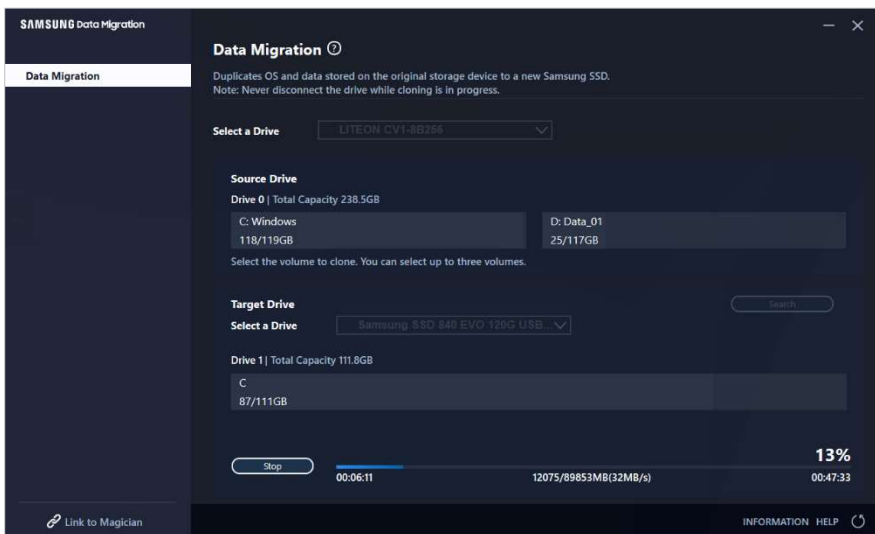 SAMSUNG Data Migration
Data Migration
Data Migration ?
Duplicates OS and data stored on the original storage device to a new Samsung SSD.
Note: Never disconnect the drive while cloning is in progress.
Select a Drive LITEON CV1-8B256
Source Drive
Drive 0 | Total Capacity 238.5GB
C: Windows D: Data_01
118/119GB 25/117GB
Select the volume to clone. You can select up to three volumes.
Target Drive Search
Select a Drive Samsung SSD 840 EVO 120G USB...
Drive 1 | Total Capacity 111.8GB
C
87/111GB
13%
Stop
00:06:11 12075/89853MB(32MB/s) 00:47:33
Link to Magician INFORMATION HELP